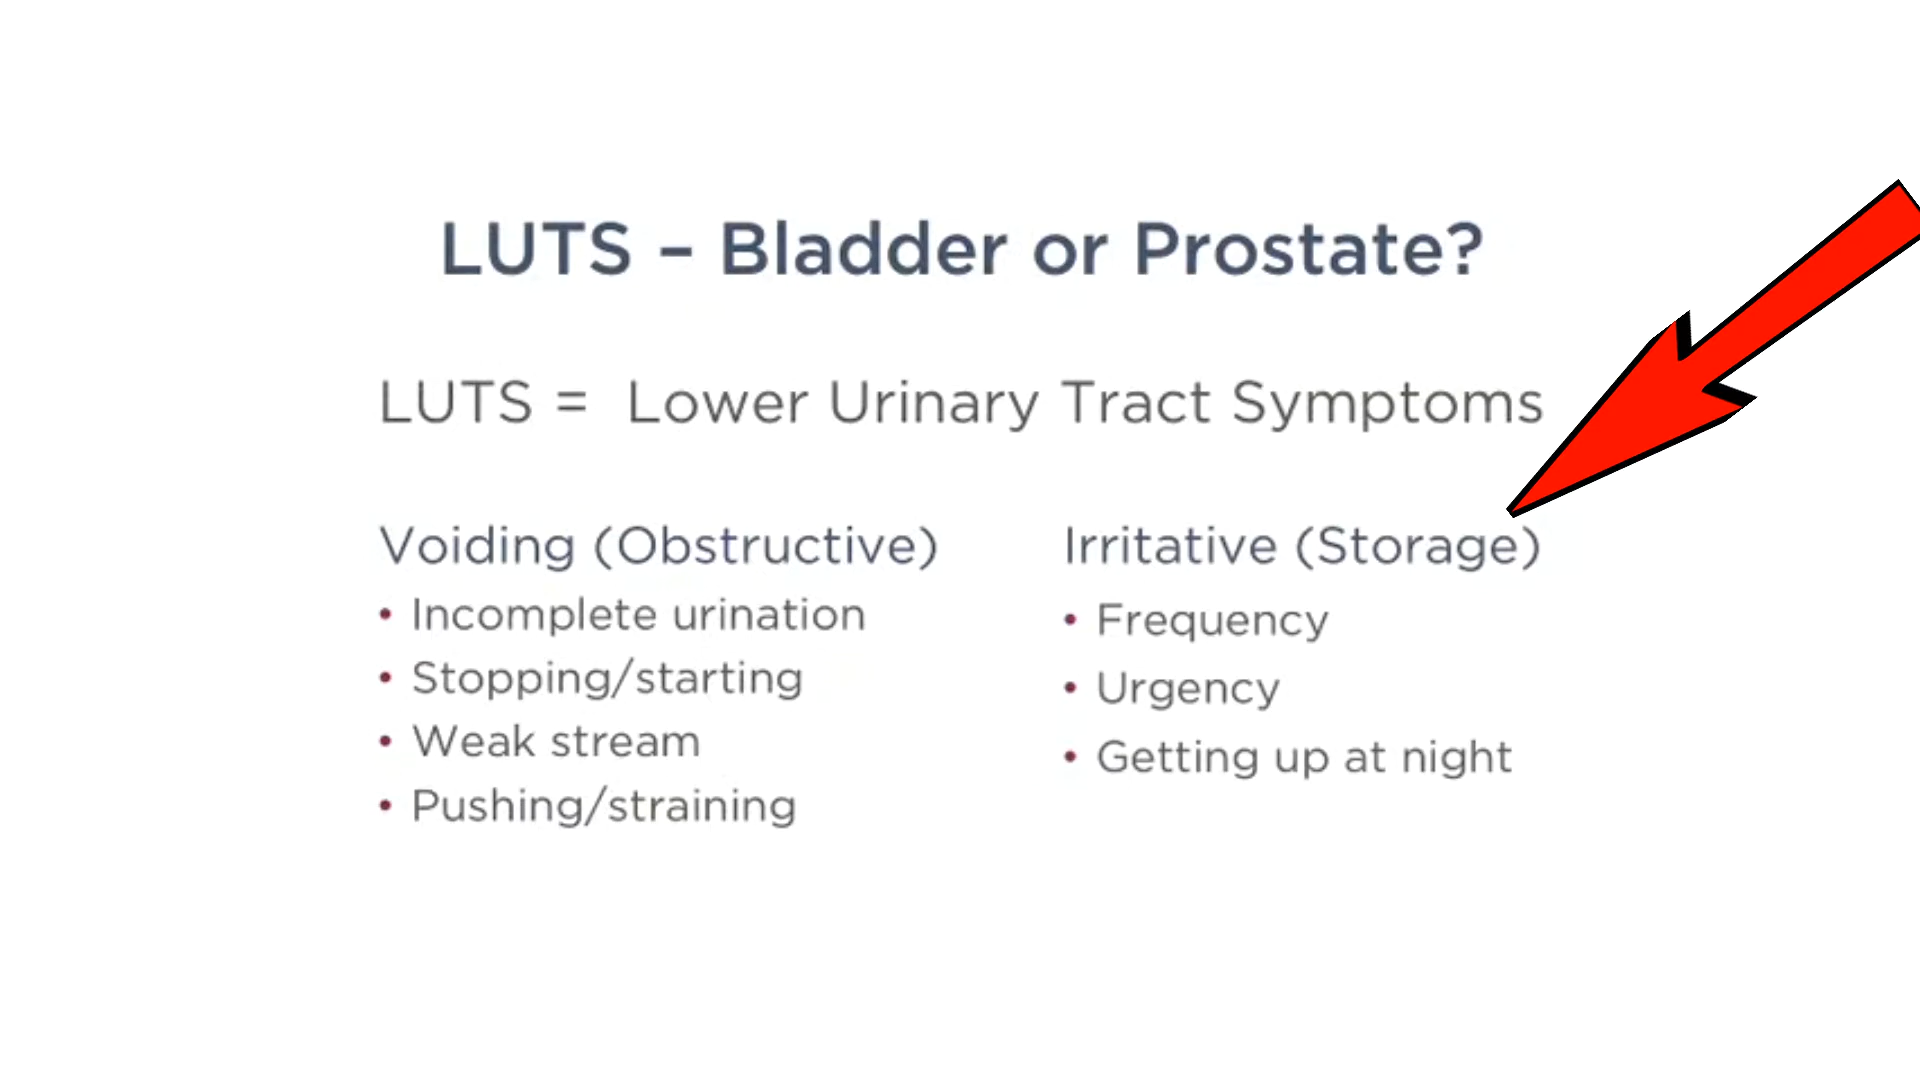 LUTS – Bladder or Prostate?
LUTS = Lower Urinary Tract Symptoms
Voiding (Obstructive)
• Incomplete urination
• Stopping/starting
• Weak stream
• Pushing/straining
Irritative (Storage)
• Frequency
• Urgency
• Getting up at night